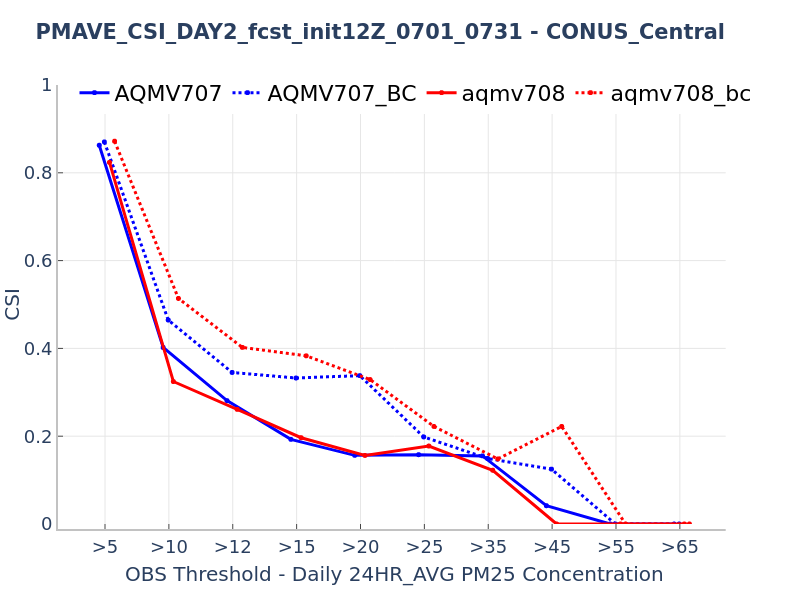 PMAVE_CSI_DAY2_fcst_init12Z_0701_0731 - CONUS_Central
AQMV707 AQMV707_BC aqmv708 aqmv708_bc
1
0.8
0.6
0.4
0.2
0
CSI
>5 >10 >12 >15 >20 >25 >35 >45 >55 >65
OBS Threshold - Daily 24HR_AVG PM25 Concentration